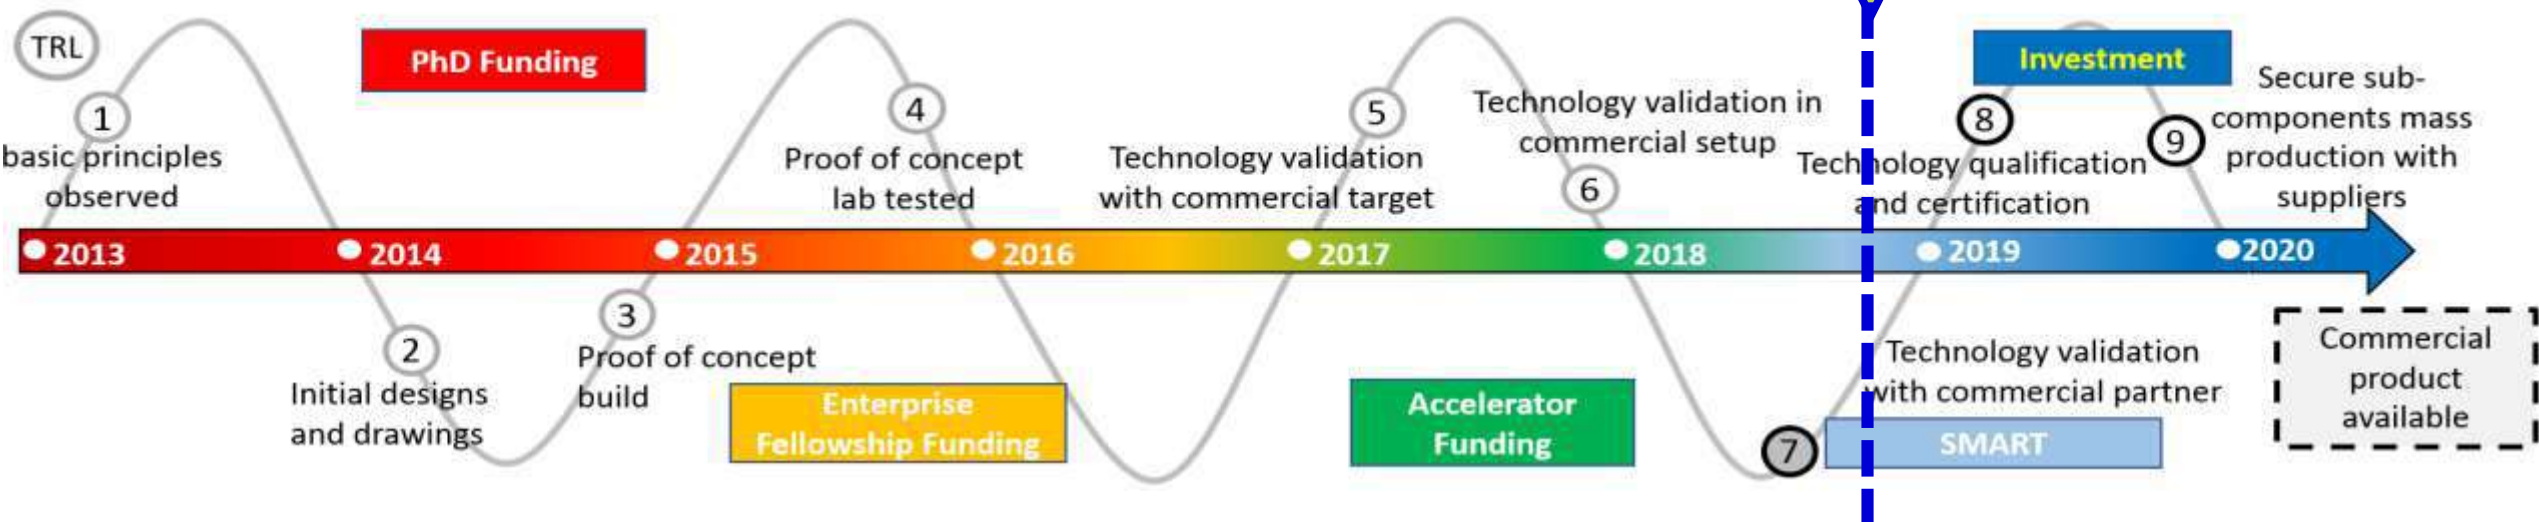 TRL
PhD Funding
Investment
1
basic principles
observed
4
Proof of concept
lab tested
Technology validation
with commercial target
5
Technology validation in
commercial setup
6
8
Technology qualification
and certification
9
Secure sub-
components mass
production with
suppliers
2013
2014
2015
2016
2017
2018
2019
2020
2
Initial designs
and drawings
3
Proof of concept
build
Enterprise
Fellowship Funding
Accelerator
Funding
7
Technology validation
with commercial partner
SMART
Commercial
product
available